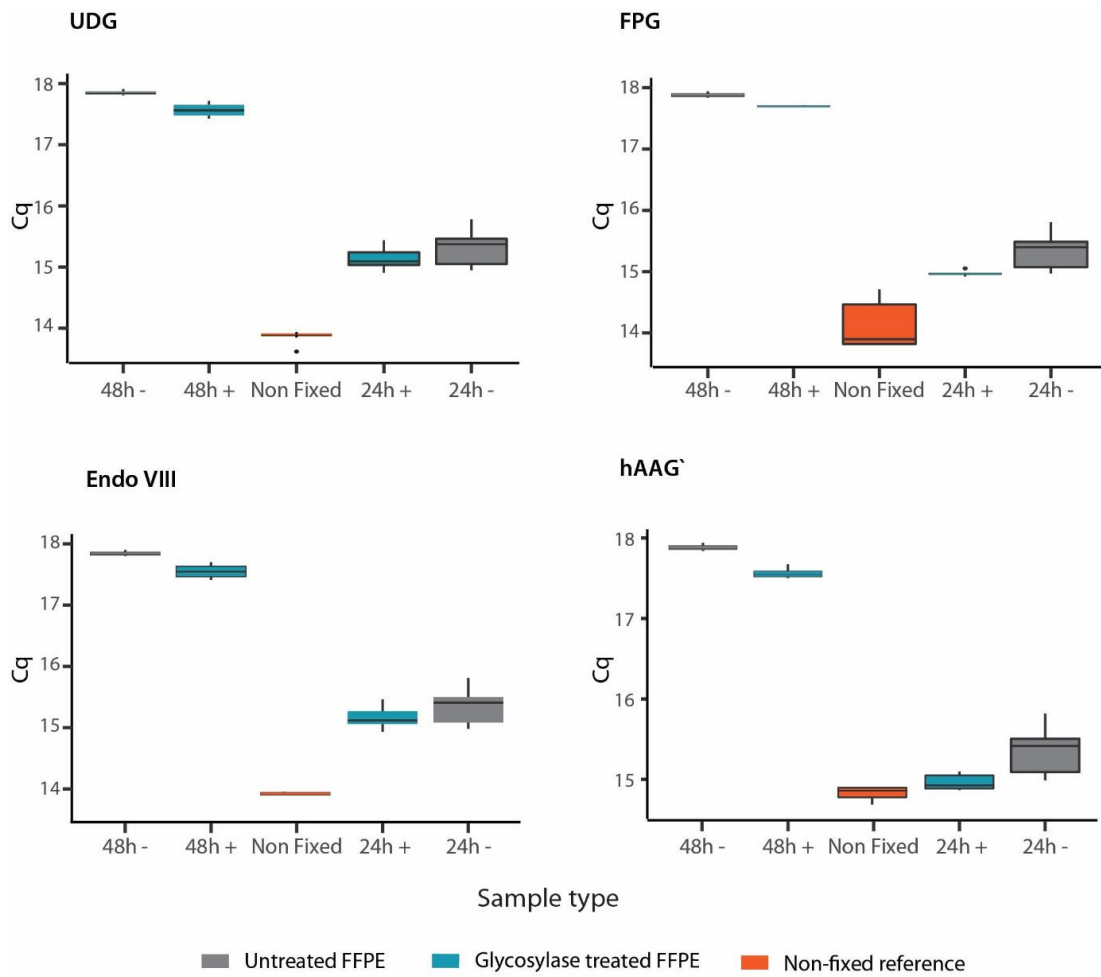 UDG
18
17
16
15
14
Cq
48h -
48h +
Non Fixed
24h +
24h -
FPG
18
17
16
15
14
Cq
48h -
48h +
Non Fixed
24h +
24h -
Endo VIII
18
17
16
15
14
Cq
48h -
48h +
Non Fixed
24h +
24h -
hAAG`
18
17
16
15
Cq
48h -
48h +
Non Fixed
24h +
24h -
Sample type
Untreated FFPE
Glycosylase treated FFPE
Non-fixed reference